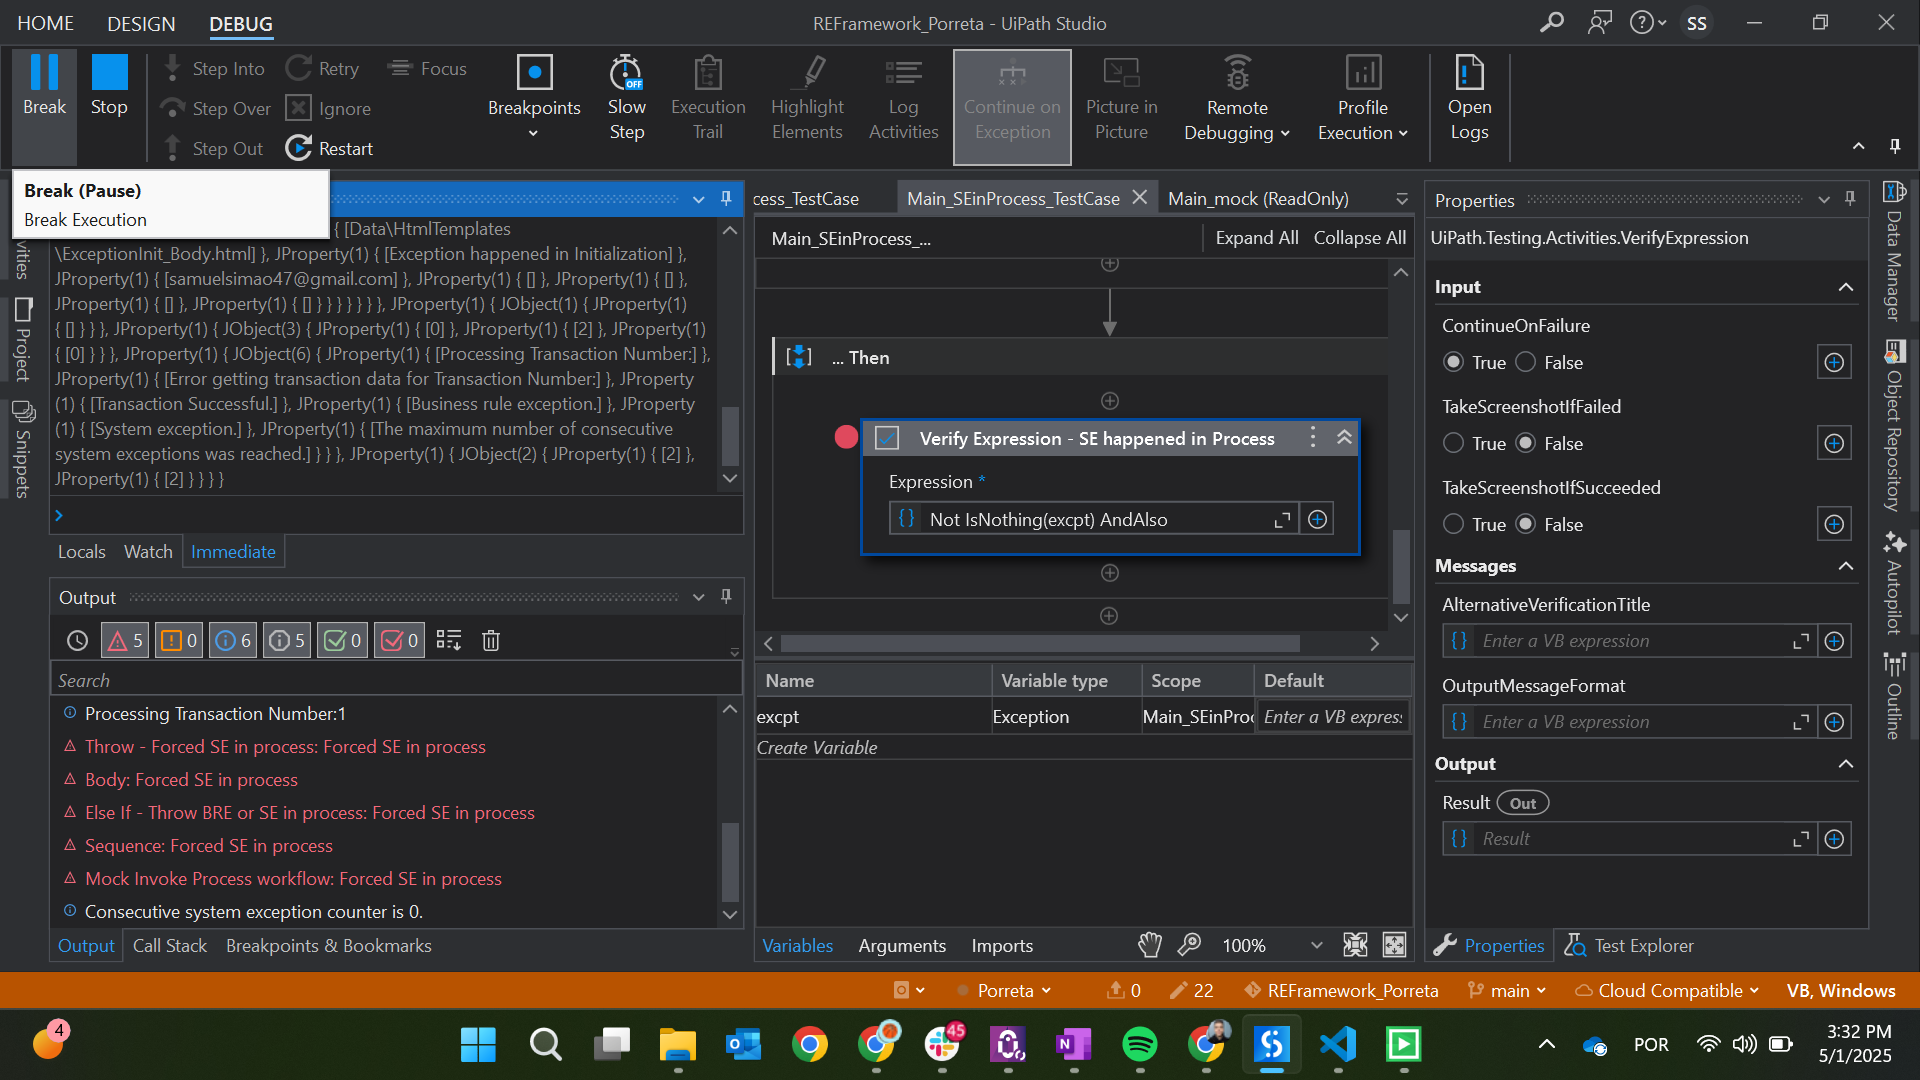 HOME
DESIGN
DEBUG
REFramework_Porreta - UiPath Studio
SS
Break
Stop
Step Into
Step Over
Step Out
Retry
Ignore
Restart
Focus
Breakpoints
OFF
Slow
Step
Execution
Trail
Highlight
Elements
Log
Activities
Continue on
Exception
Picture in
Picture
Remote
Debugging
Profile
Execution
Open
Logs
Break (Pause)
Break Execution
{ [Data\HtmlTemplates
\ExceptionInit_Body.html] }, JProperty(1) { [Exception happened in Initialization] },
JProperty(1) { [samuelsimao47@gmail.com] }, JProperty(1) { [] }, JProperty(1) { [] },
JProperty(1) { [] }, JProperty(1) { [] } } } } } } }, JProperty(1) { JObject(1) { JProperty(1)
{ [] } } }, JProperty(1) { JObject(3) { JProperty(1) { [0] }, JProperty(1) { [2] }, JProperty(1)
{ [0] } } }, JProperty(1) { JObject(6) { JProperty(1) { [Processing Transaction Number:] },
JProperty(1) { [Error getting transaction data for Transaction Number:] }, JProperty
(1) { [Transaction Successful.] }, JProperty(1) { [Business rule exception.] }, JProperty
(1) { [System exception.] }, JProperty(1) { [The maximum number of consecutive
system exceptions was reached.] } } }, JProperty(1) { JObject(2) { JProperty(1) { [2] },
JProperty(1) { [2] } } } }
Locals
Watch
Immediate
vities
Project
Snippets
Output
5
0
6
5
0
0
Search
Processing Transaction Number:1
Throw - Forced SE in process: Forced SE in process
Body: Forced SE in process
Else If - Throw BRE or SE in process: Forced SE in process
Sequence: Forced SE in process
Mock Invoke Process workflow: Forced SE in process
Consecutive system exception counter is 0.
Output
Call Stack
Breakpoints & Bookmarks
cess_TestCase
Main_SEinProcess_TestCase
Main_mock (ReadOnly)
Main_SEinProcess_...
Expand All
Collapse All
... Then
Verify Expression - SE happened in Process
Expression *
Not IsNothing(excpt) AndAlso
Name
Variable type
Scope
Default
excpt
Exception
Main_SEinProc
Enter a VB express
Create Variable
Variables
Arguments
Imports
100%
Properties
UiPath.Testing.Activities.VerifyExpression
Input
ContinueOnFailure
True
False
TakeScreenshotIfFailed
True
False
TakeScreenshotIfSucceeded
True
False
Messages
AlternativeVerificationTitle
Enter a VB expression
OutputMessageFormat
Enter a VB expression
Output
Result
Out
Result
Properties
Test Explorer
Data Manager
Object Repository
Autopilot
Outline
Porreta
0
22
REFramework_Porreta
main
Cloud Compatible
VB, Windows
4
45
POR
3:32 PM
5/1/2025